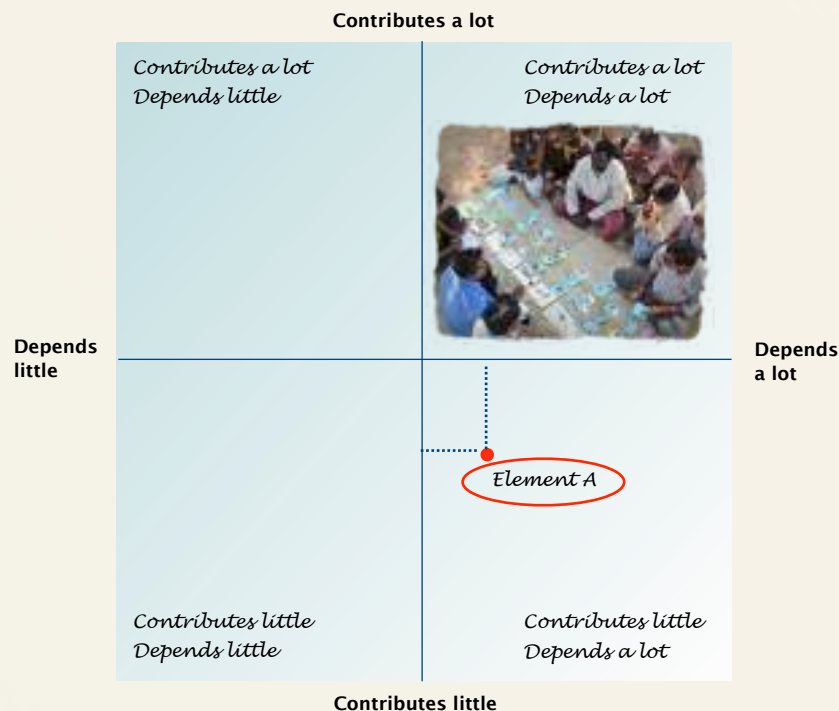 Contributes a lot
Contributes a lot
Depends little
Contributes a lot
Depends a lot
Depends
little
Depends
a lot
Element A
Contributes little
Depends little
Contributes little
Depends a lot
Contributes little